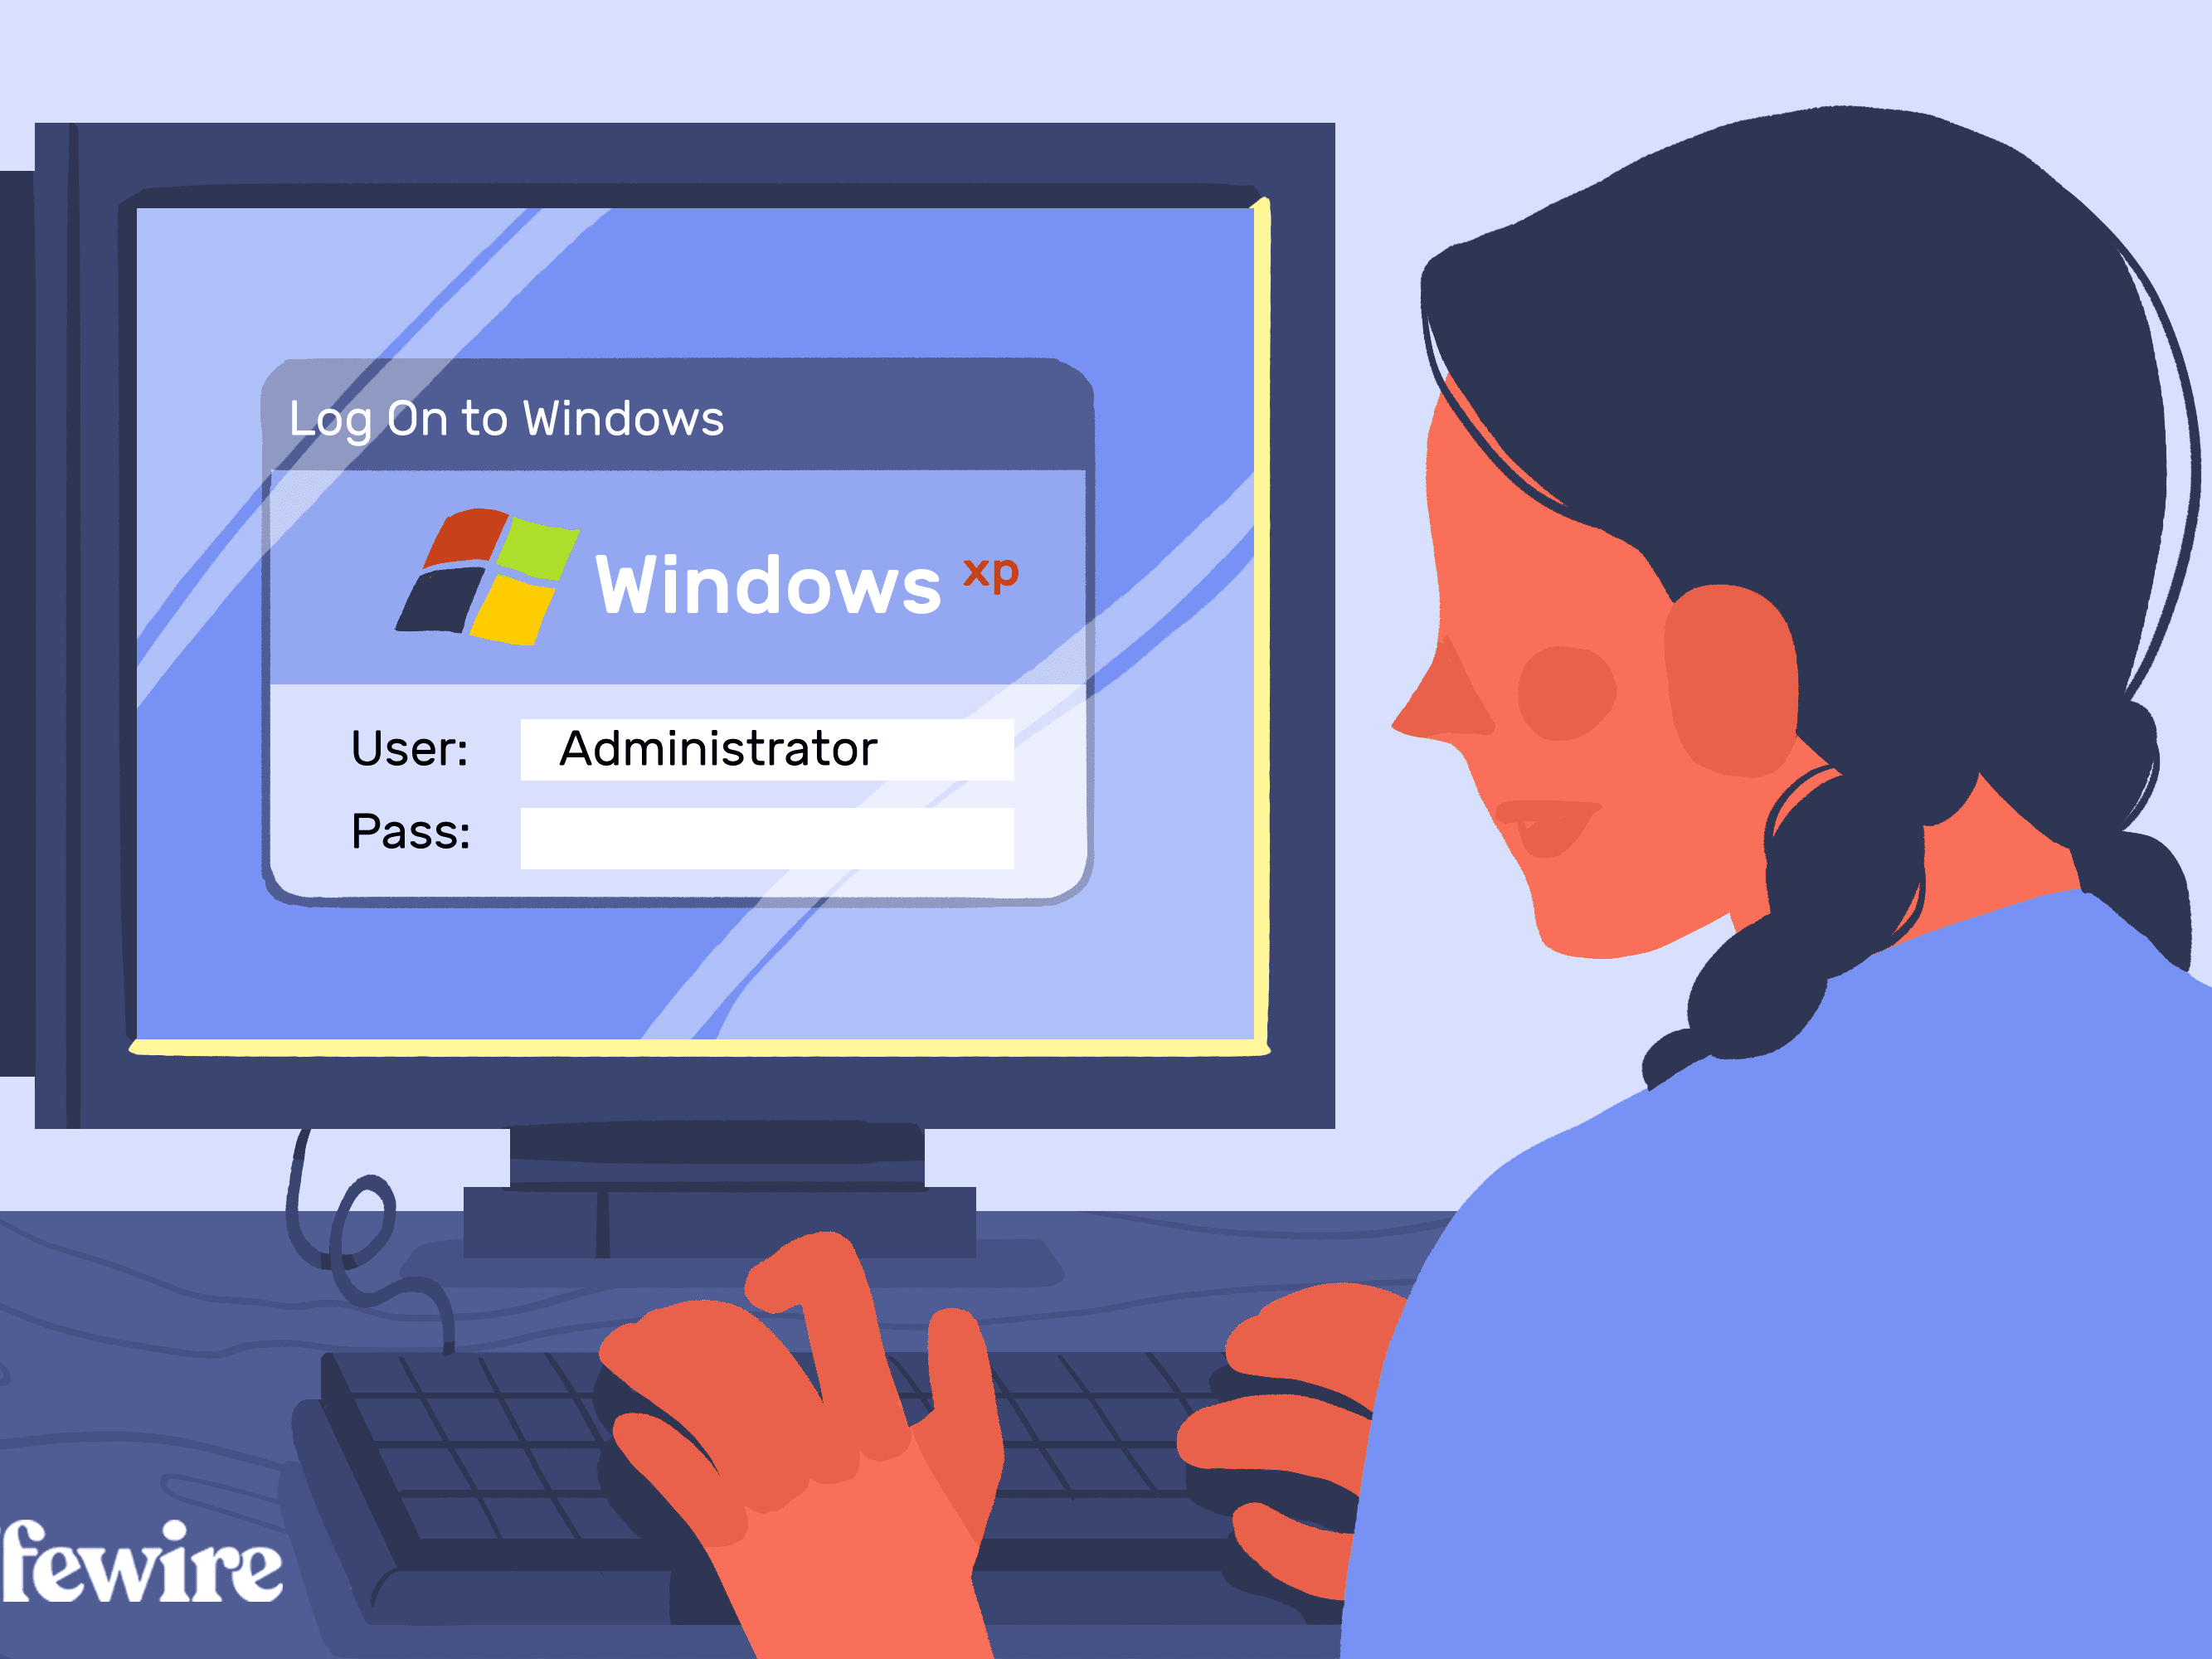 Log On to Windows
Windows xp
User: Administrator
Pass:
fewire